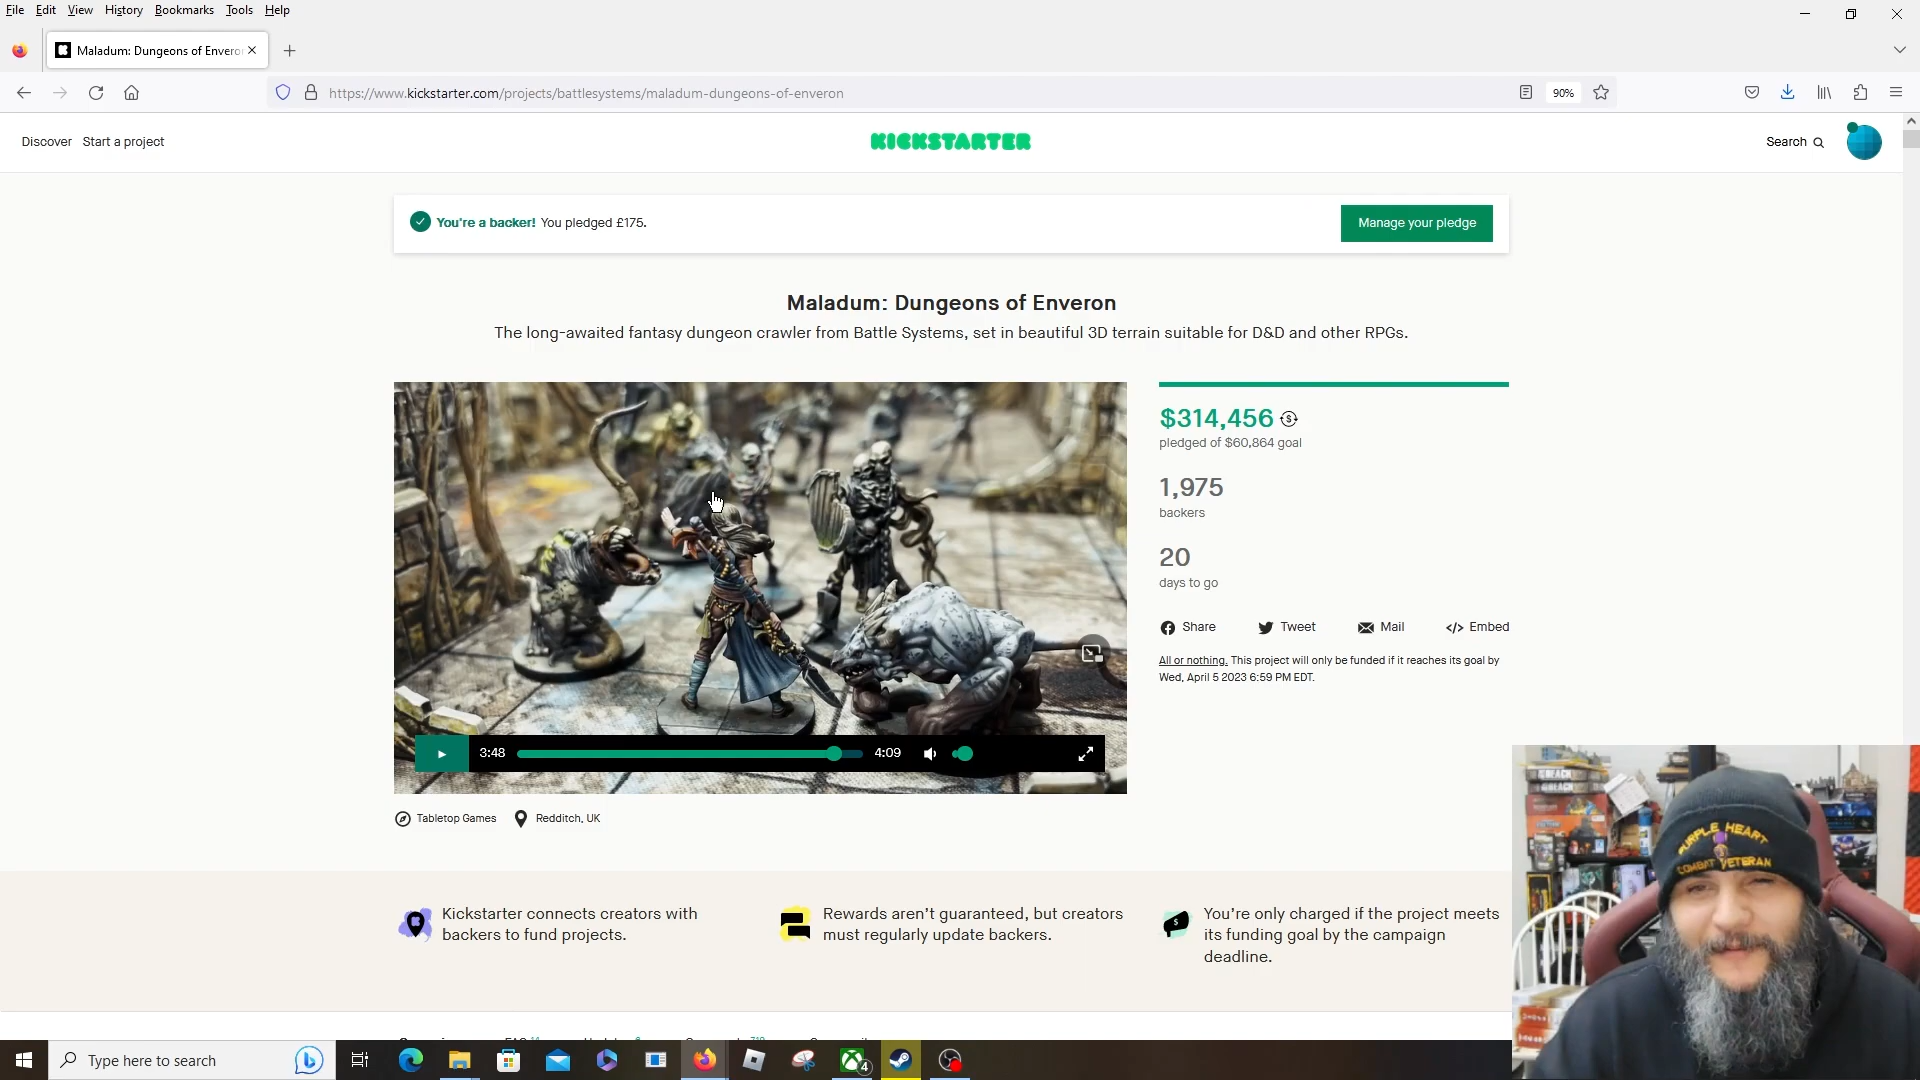 File Edit View History Bookmarks Tools Help
Maladum: Dungeons of Envero
https://www.kickstarter.com/projects/battlesystems/maladum-dungeons-of-enveron
90%
Discover Start a project
KICKSTARTER
Search
You're a backer! You pledged £175.
Manage your pledge
Maladum: Dungeons of Enveron
The long-awaited fantasy dungeon crawler from Battle Systems, set in beautiful 3D terrain suitable for D&D and other RPGs.
$314,456
pledged of $60,864 goal
1,975
backers
20
days to go
Share Tweet Mail Embed
All or nothing. This project will only be funded if it reaches its goal by
Wed, April 5 2023 6:59 PM EDT.
3:48
4:09
Tabletop Games
Redditch, UK
Kickstarter connects creators with
backers to fund projects.
Rewards aren't guaranteed, but creators
must regularly update backers.
You're only charged if the project meets
its funding goal by the campaign
deadline.
PURPLE HEART
COMBAT VETERAN
Type here to search
4